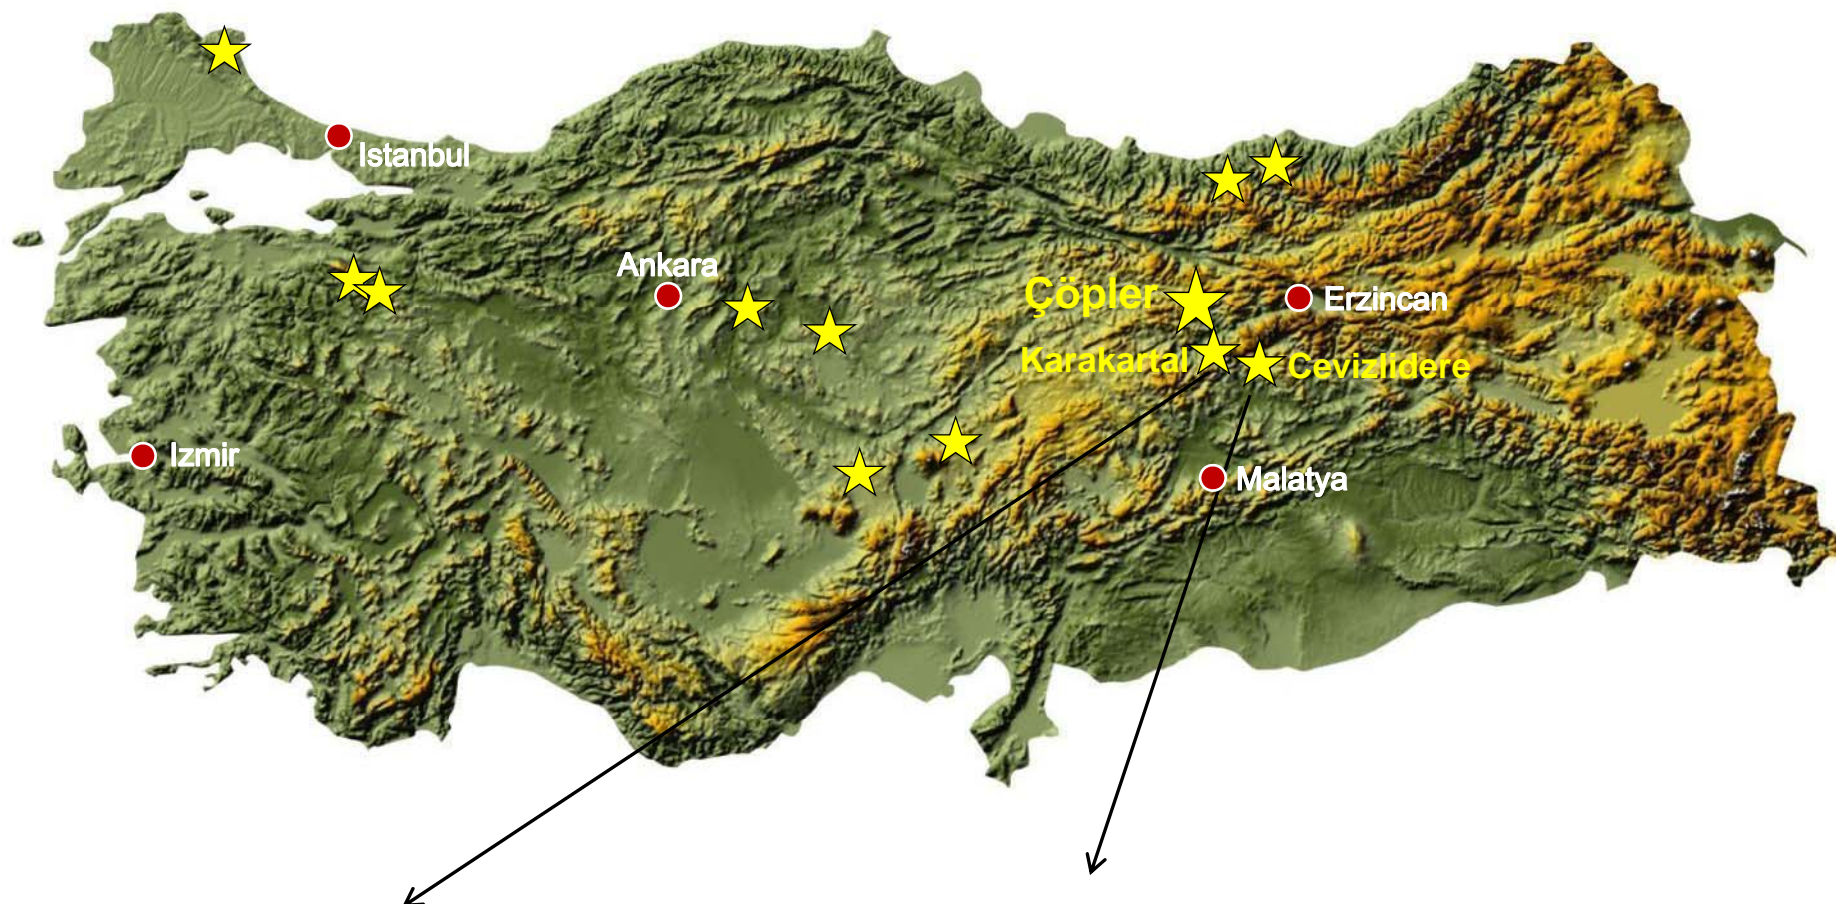 Istanbul
Ankara
Çöpler
Erzincan
Karakartal
Cevizlidere
Izmir
Malatya